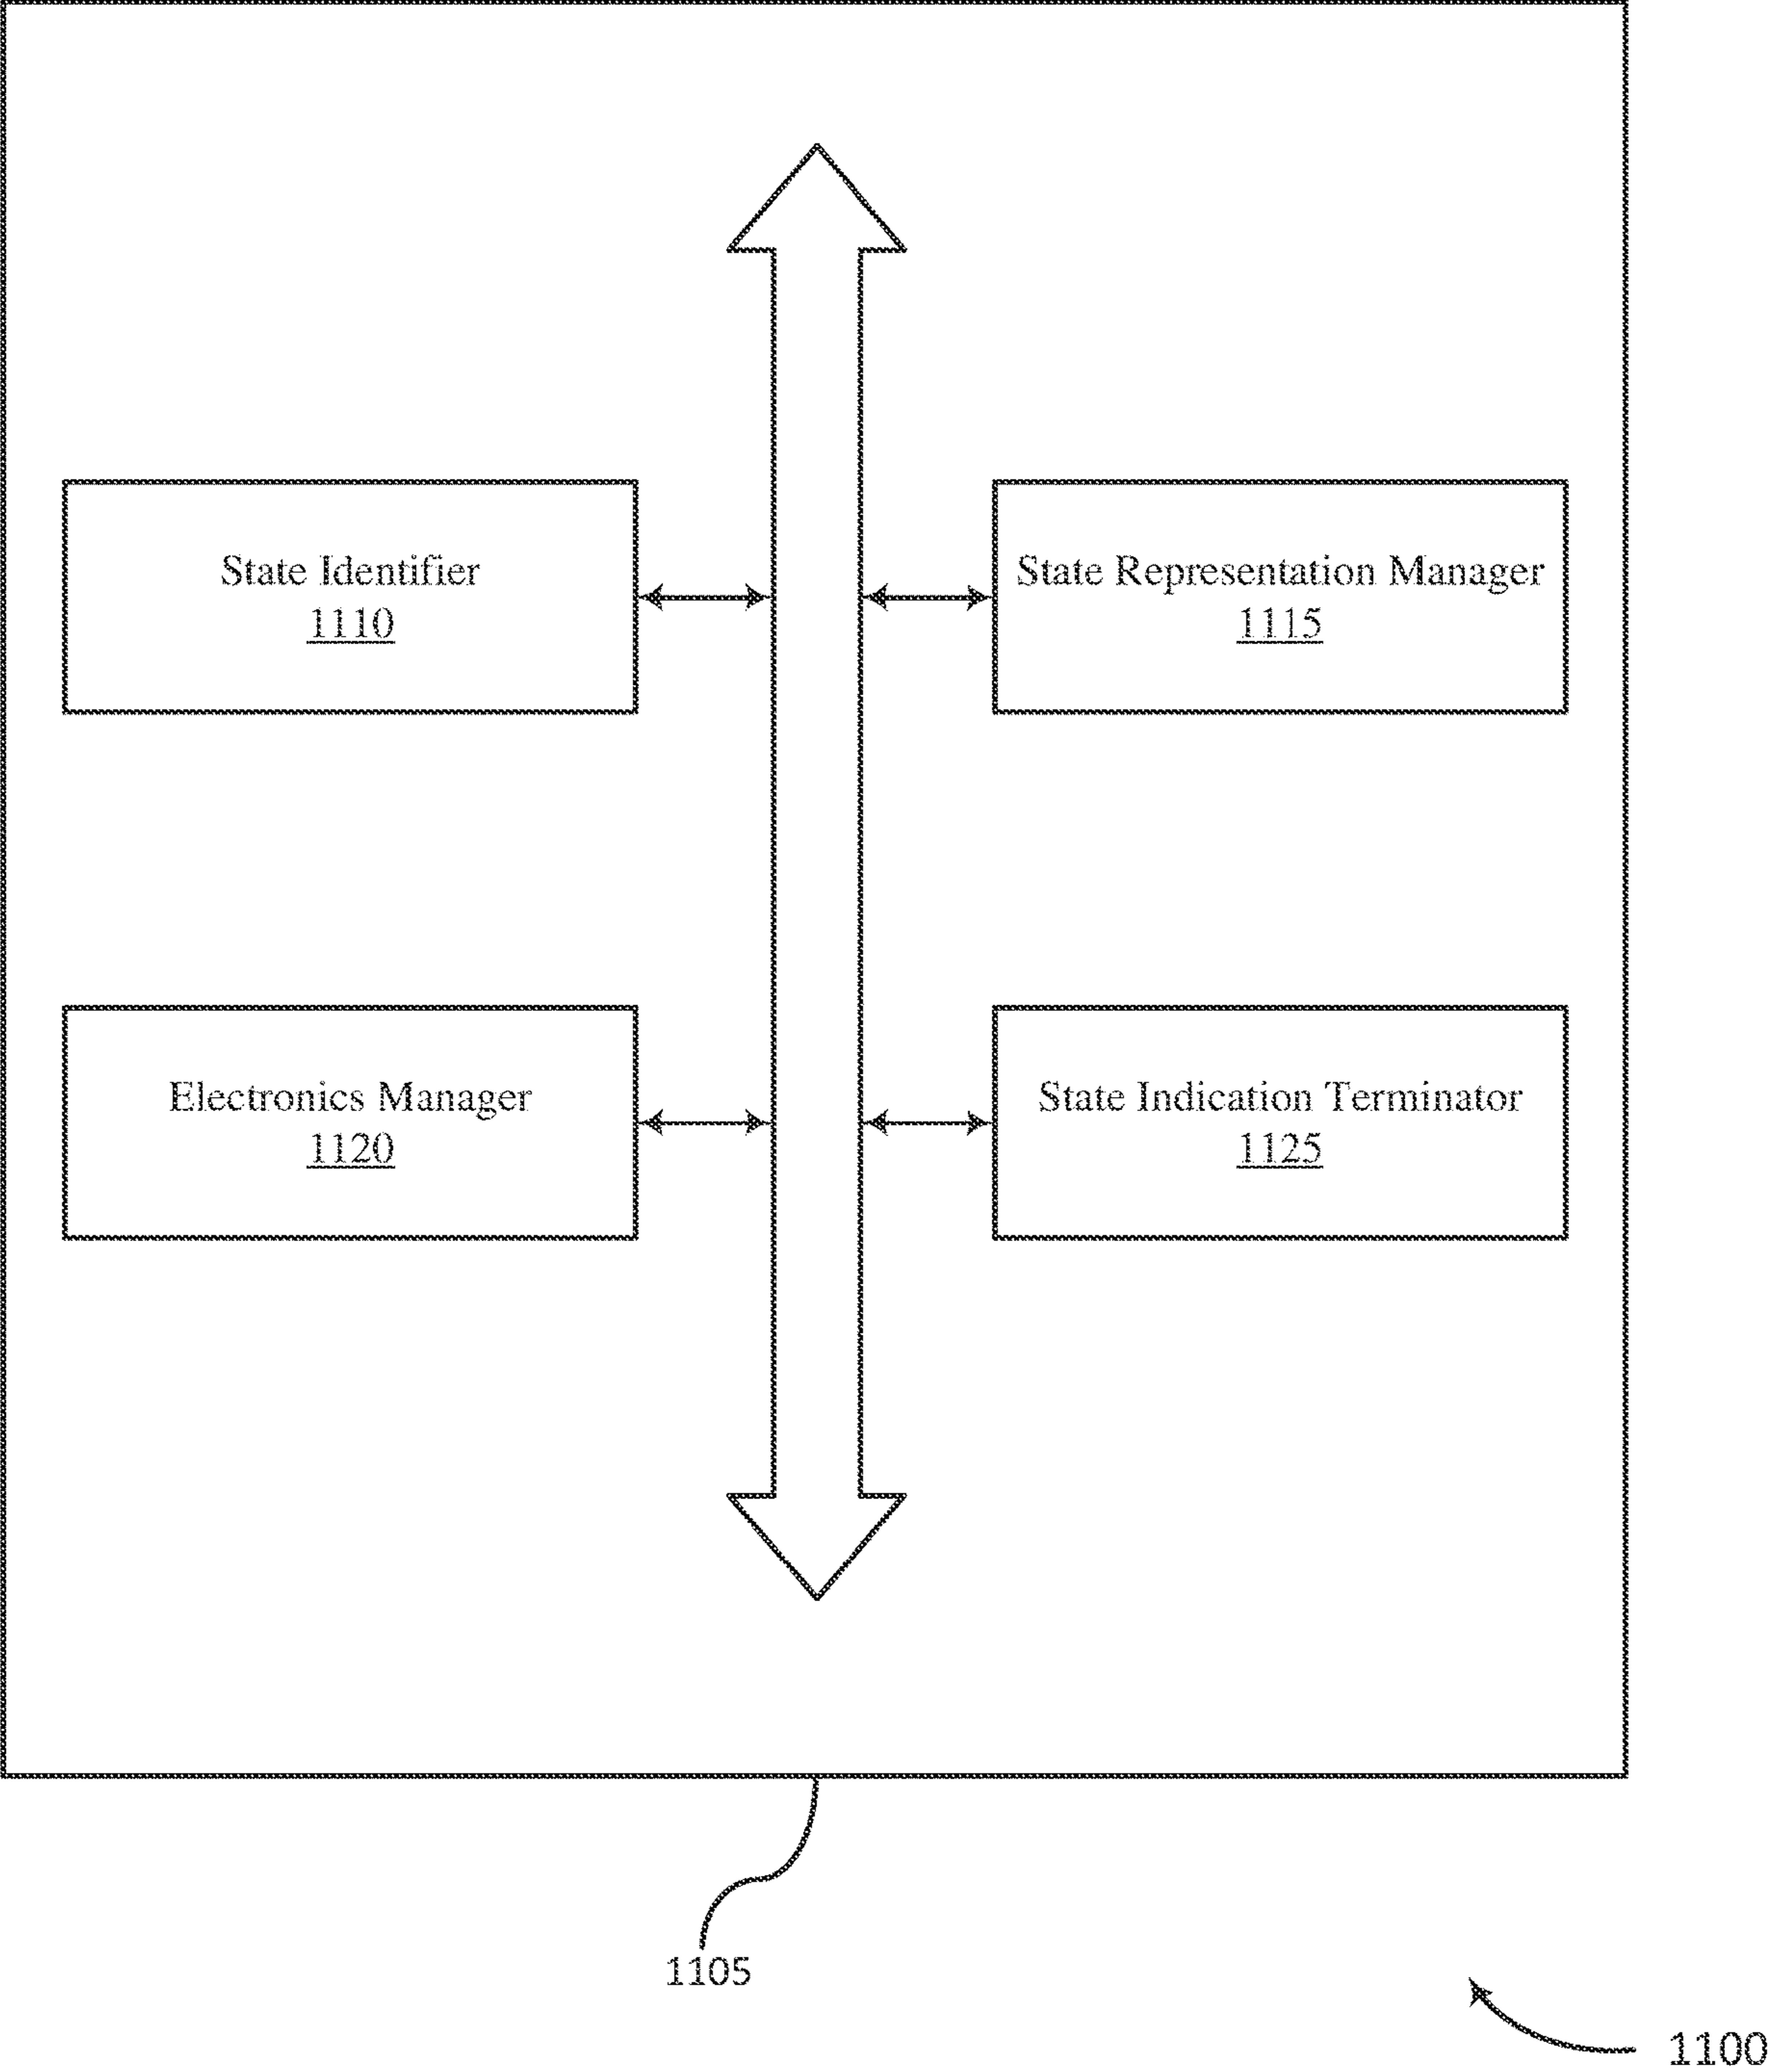 State Identifier
1110
State Representation Manager
1115
Electronics Manager
1120
State Indication Terminator
1125
1105
1100